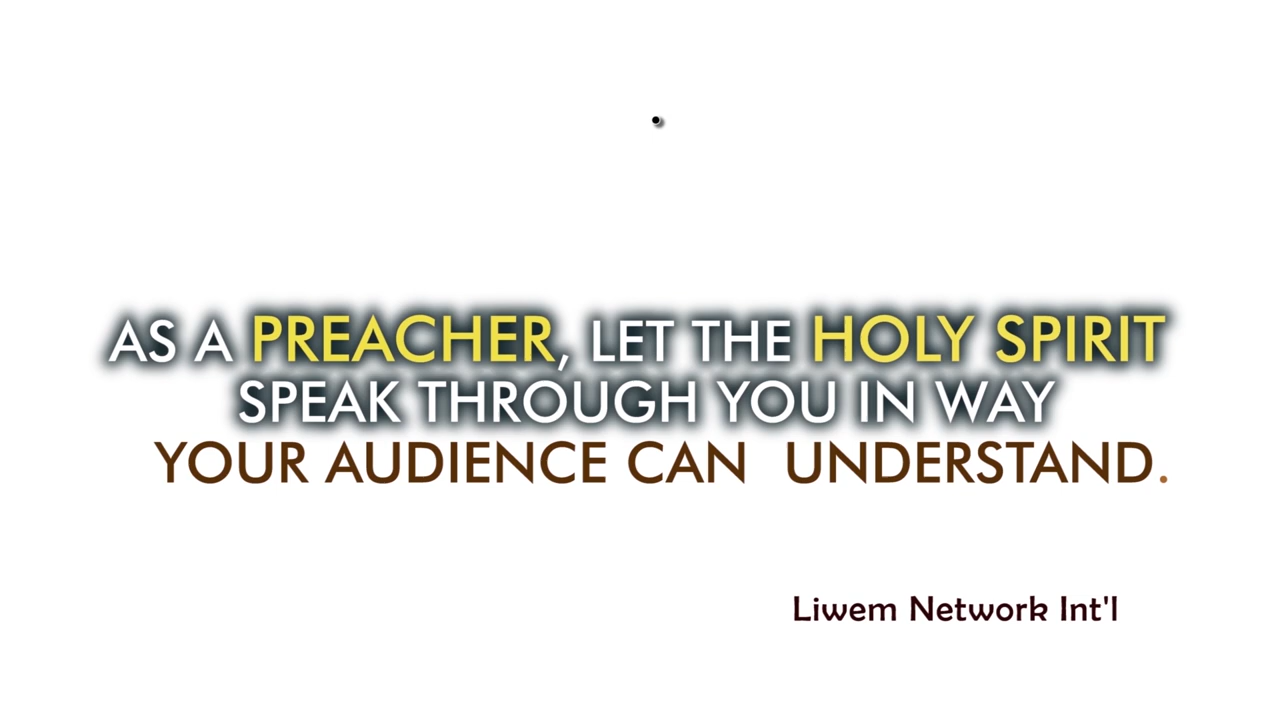 AS A PREACHER, LET THE HOLY SPIRIT
SPEAK THROUGH YOU IN WAY
YOUR AUDIENCE CAN  UNDERSTAND.
Liwem Network Int'l